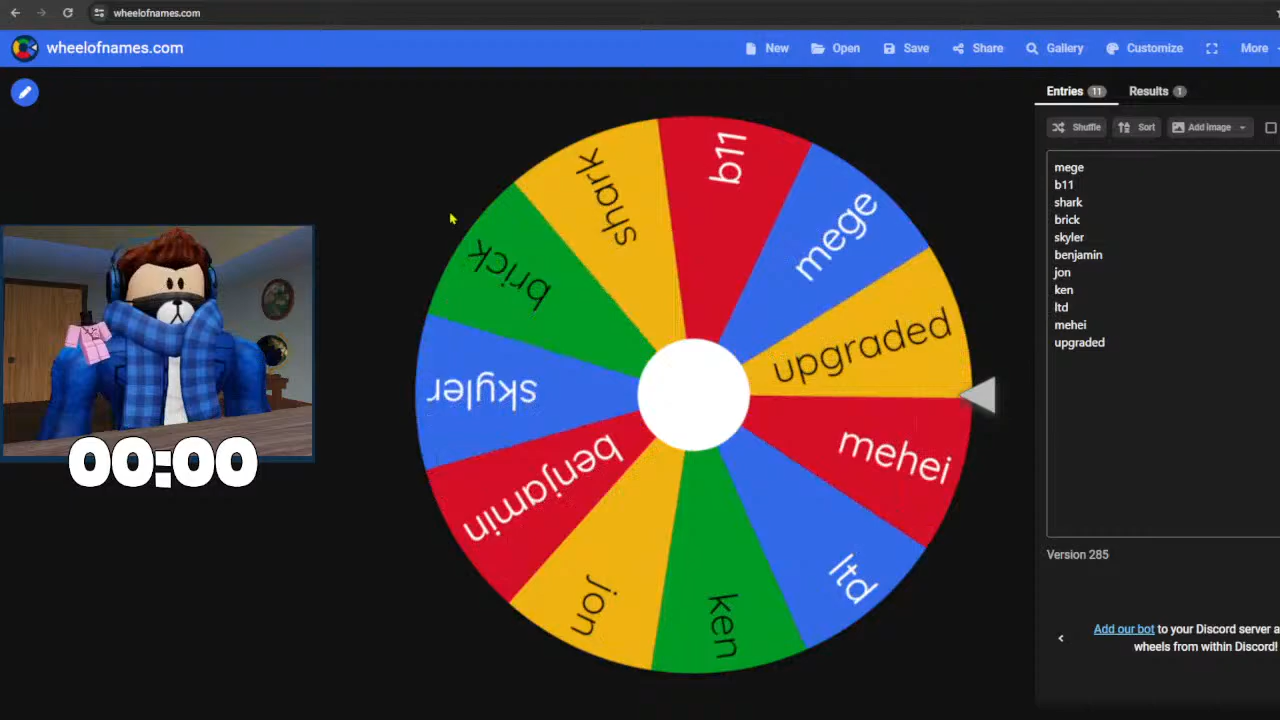 wheelofnames.com
wheelofnames.com
New
Open
Save
Share
Gallery
Customize
More
Entries 11
Results 1
Shuffle
Sort
Add image
mege
b11
shark
brick
skyler
benjamin
jon
ken
ltd
mehei
upgraded
b11
mege
upgraded
mehei
ltd
ken
jon
benjamin
skyler
brick
shark
00:00
Version 285
Add our bot to your Discord server a
wheels from within Discord!